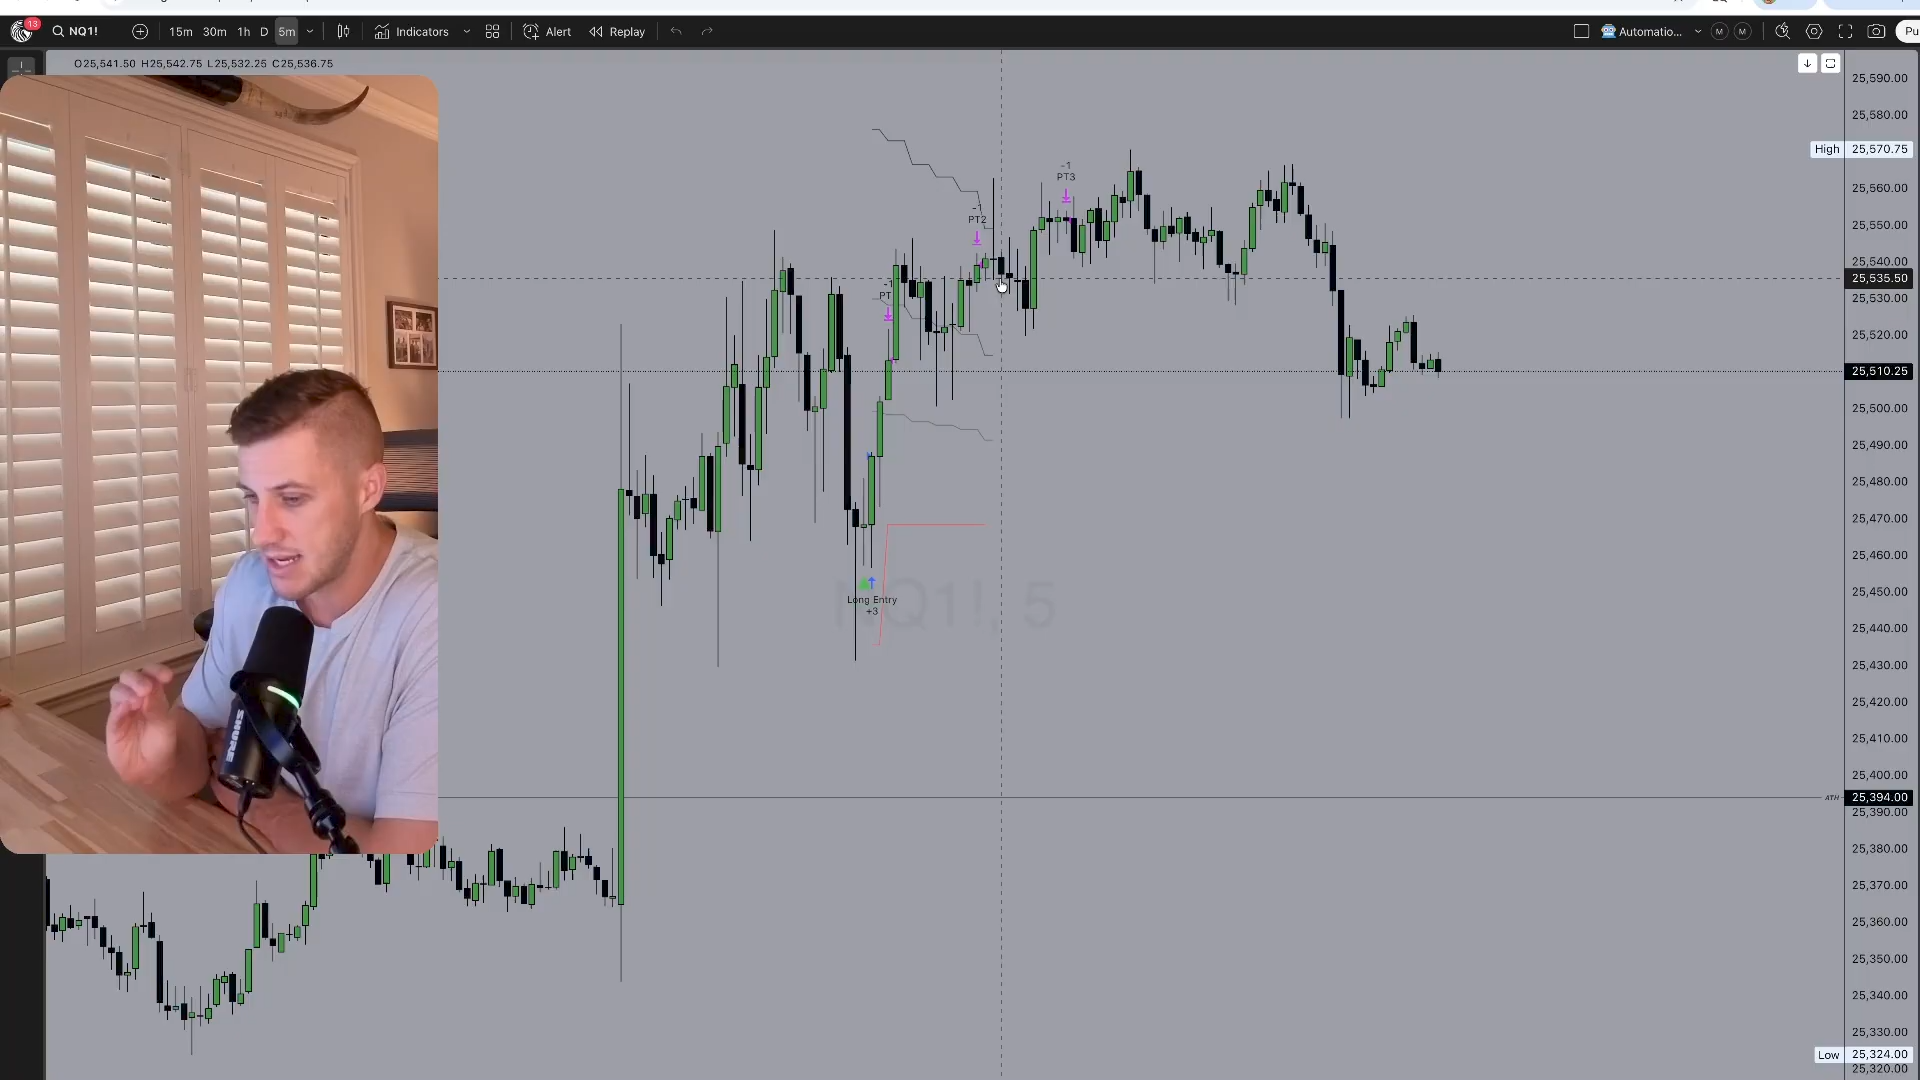 13
NQ1!
15m 30m 1h D 5m
Indicators
Alert
Replay
Automatio...
M
M
Pu
O25,541.50 H25,542.75 L25,532.25 C25,536.75
25,590.00
25,580.00
High 25,570.75
25,560.00
25,550.00
25,540.00
25,535.50
25,530.00
25,520.00
25,510.25
25,500.00
25,490.00
25,480.00
25,470.00
25,460.00
25,450.00
25,440.00
25,430.00
25,420.00
25,410.00
25,400.00
ATH 25,394.00
25,390.00
25,380.00
25,370.00
25,360.00
25,350.00
25,340.00
25,330.00
Low 25,324.00
25,320.00
-1
PT3
-1
PT2
-1
PT
Long Entry
+3
NQ1!, 5
SHURE